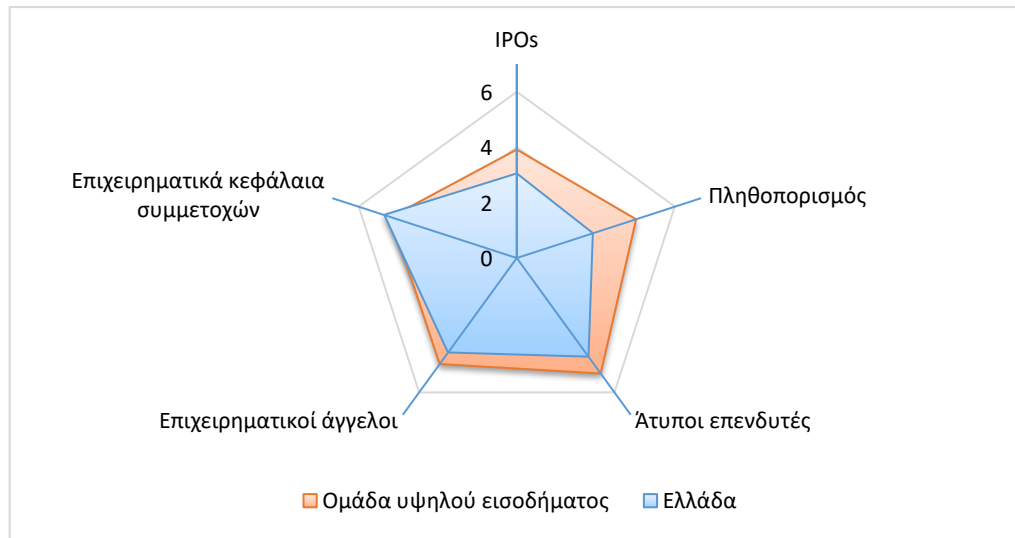 IPOs
6
4
2
0
Επιχειρηματικά κεφάλαια
συμμετοχών
Πληθοπορισμός
Επιχειρηματικοί άγγελοι
Άτυποι επενδυτές
Ομάδα υψηλού εισοδήματος
Ελλάδα